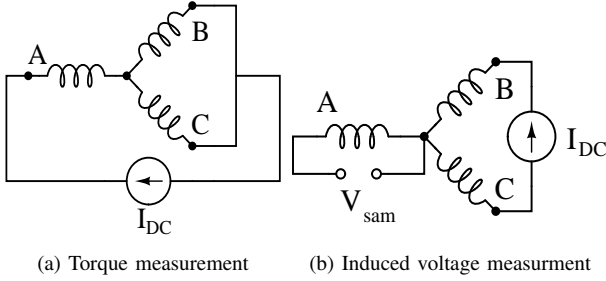 A
B
C
I_DC
(a) Torque measurement
A
B
C
I_DC
V_sam
(b) Induced voltage measurment